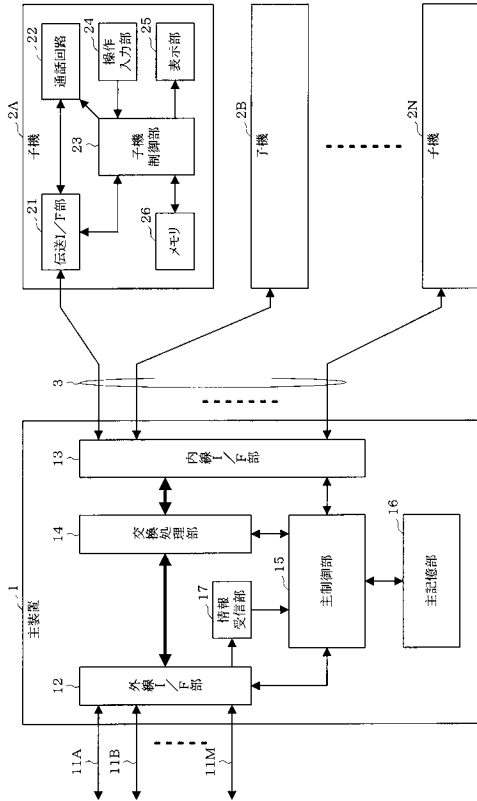 1
主装置
11A
11B
11M
12
外線I/F部
14
交換処理部
13
内線I/F部
17
情報
受信部
15
主制御部
16
主記憶部
3
2A
子機
21
伝送I/F部
22
通話回路
23
子機
制御部
24
操作
入力部
25
表示部
26
メモリ
2B
子機
2N
子機